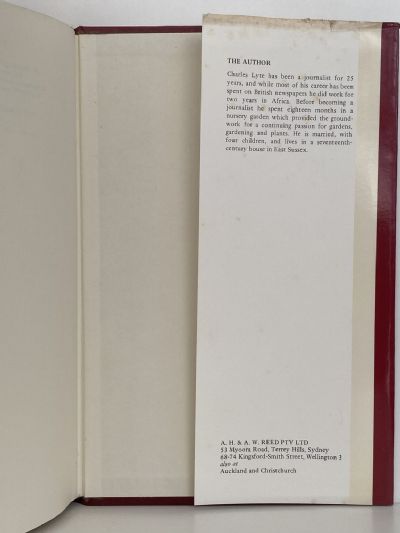 THE AUTHOR
Charles Lyte has been a journalist for 25
years, and while most of his career has been
spent on British newspapers he did work for
two years in Africa. Before becoming a
journalist he spent eighteen months in a
nursery garden which provided the ground-
work for a continuing passion for gardens,
gardening and plants. He is married, with
four children, and lives in a seventeenth-
century house in East Sussex.
A. H. & A. W. REED PTY LTD
53 Myoora Road, Terrey Hills, Sydney
68-74 Kingsford-Smith Street, Wellington 3
also at
Auckland and Christchurch